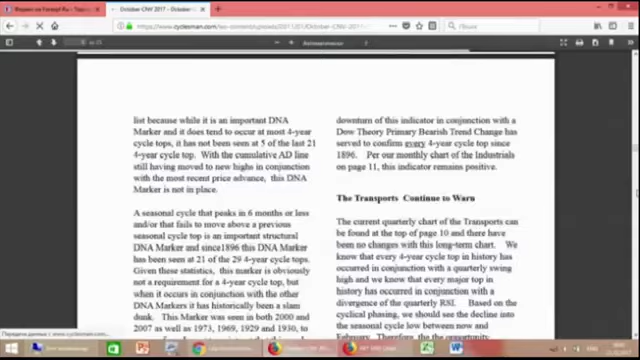 October-CNW 2017 - October
https://www.cyclesman.com/wp-content/uploads/2011/01/October-CNW-2017
Поиск
Автоматически
list because while it is an important DNA
Marker and it does tend to occur at most 4-year
cycle tops, it has not been seen at 5 of the last 21
4-year cycle top. With the cumulative AD line
still having moved to new highs in conjunction
with the most recent price advance, this DNA
Marker is not in place.
A seasonal cycle that peaks in 6 months or less
and/or that fails to move above a previous
seasonal cycle top is an important structural
DNA Marker and since1896 this DNA Marker
has been seen at 21 of the 29 4-year cycle tops.
Given these statistics, this marker is obviously
not a requirement for a 4-year cycle top, but
when it occurs in conjunction with the other
DNA Markers it has historically been a slam
dunk. This Marker was seen in both 2000 and
2007 as well as 1973, 1969, 1929 and 1930, to
downturn of this indicator in conjunction with a
Dow Theory Primary Bearish Trend Change has
served to confirm every 4-year cycle top since
1896. Per our monthly chart of the Industrials
on page 11, this indicator remains positive.
The Transports Continue to Warn
The current quarterly chart of the Transports can
be found at the top of page 10 and there have
been no changes with this long-term chart. We
know that every 4-year cycle top in history has
occurred in conjunction with a quarterly swing
high and we know that every major top in
history has occurred in conjunction with a
divergence of the quarterly RSI. Based on the
cyclical phasing, we should see the decline into
the seasonal cycle low between now and
February. Therefore, the the opportunity
Передача данных с www.cyclesman.com...